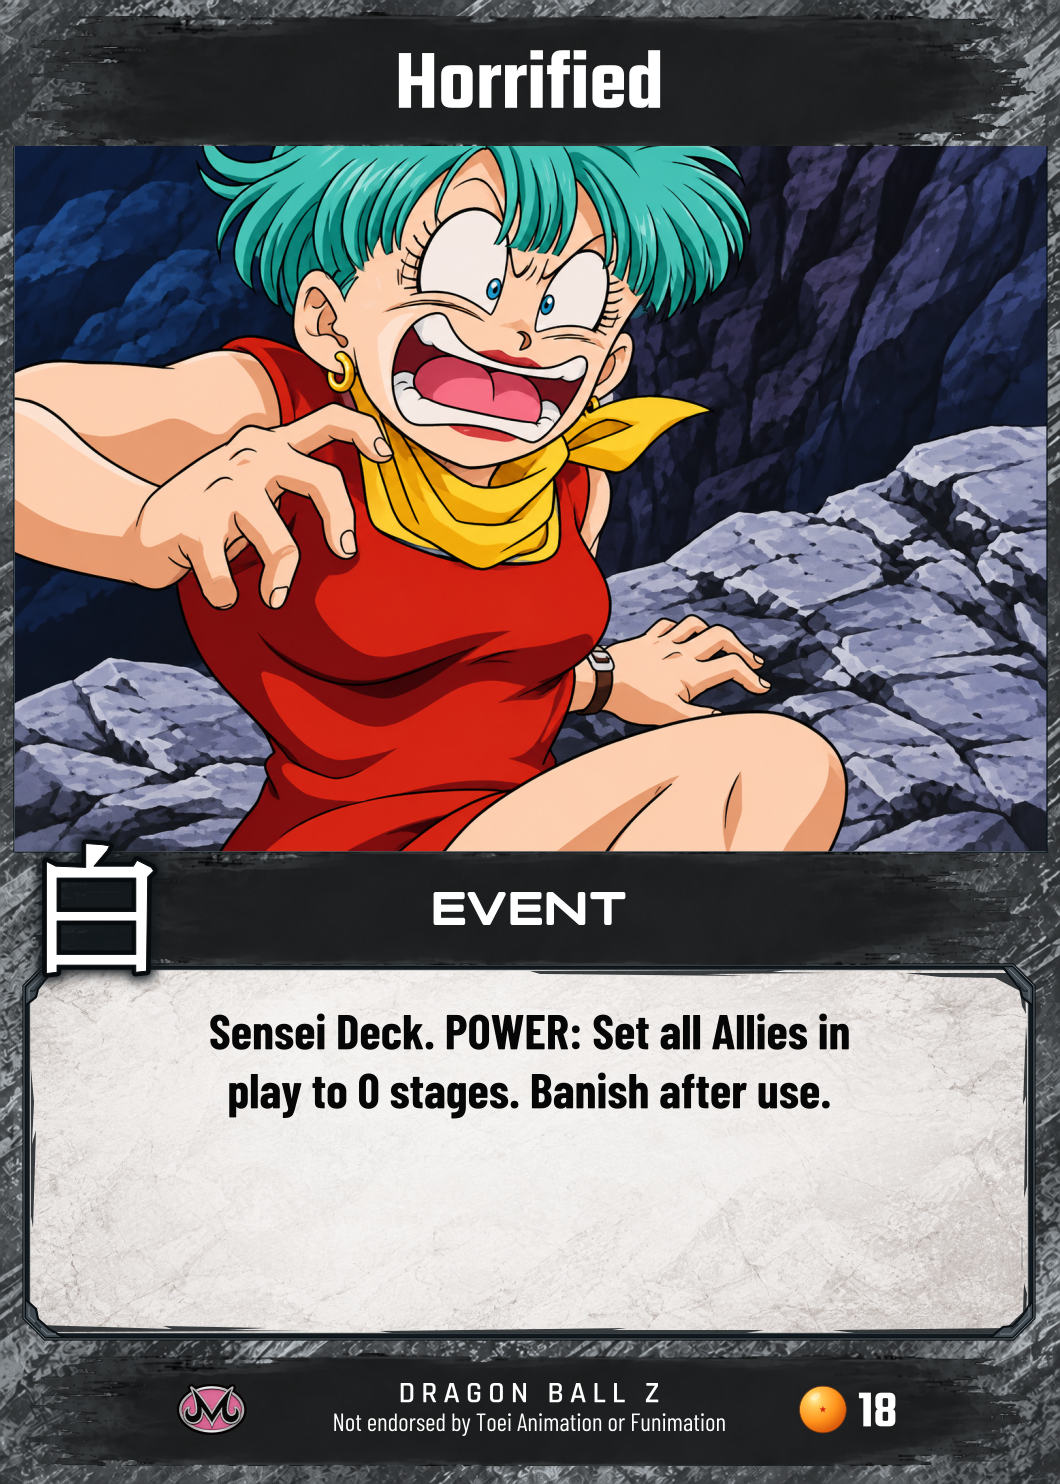 Horrified
白
EVENT
Sensei Deck. POWER: Set all Allies in
play to 0 stages. Banish after use.
DRAGON BALL Z
Not endorsed by Toei Animation or Funimation
18